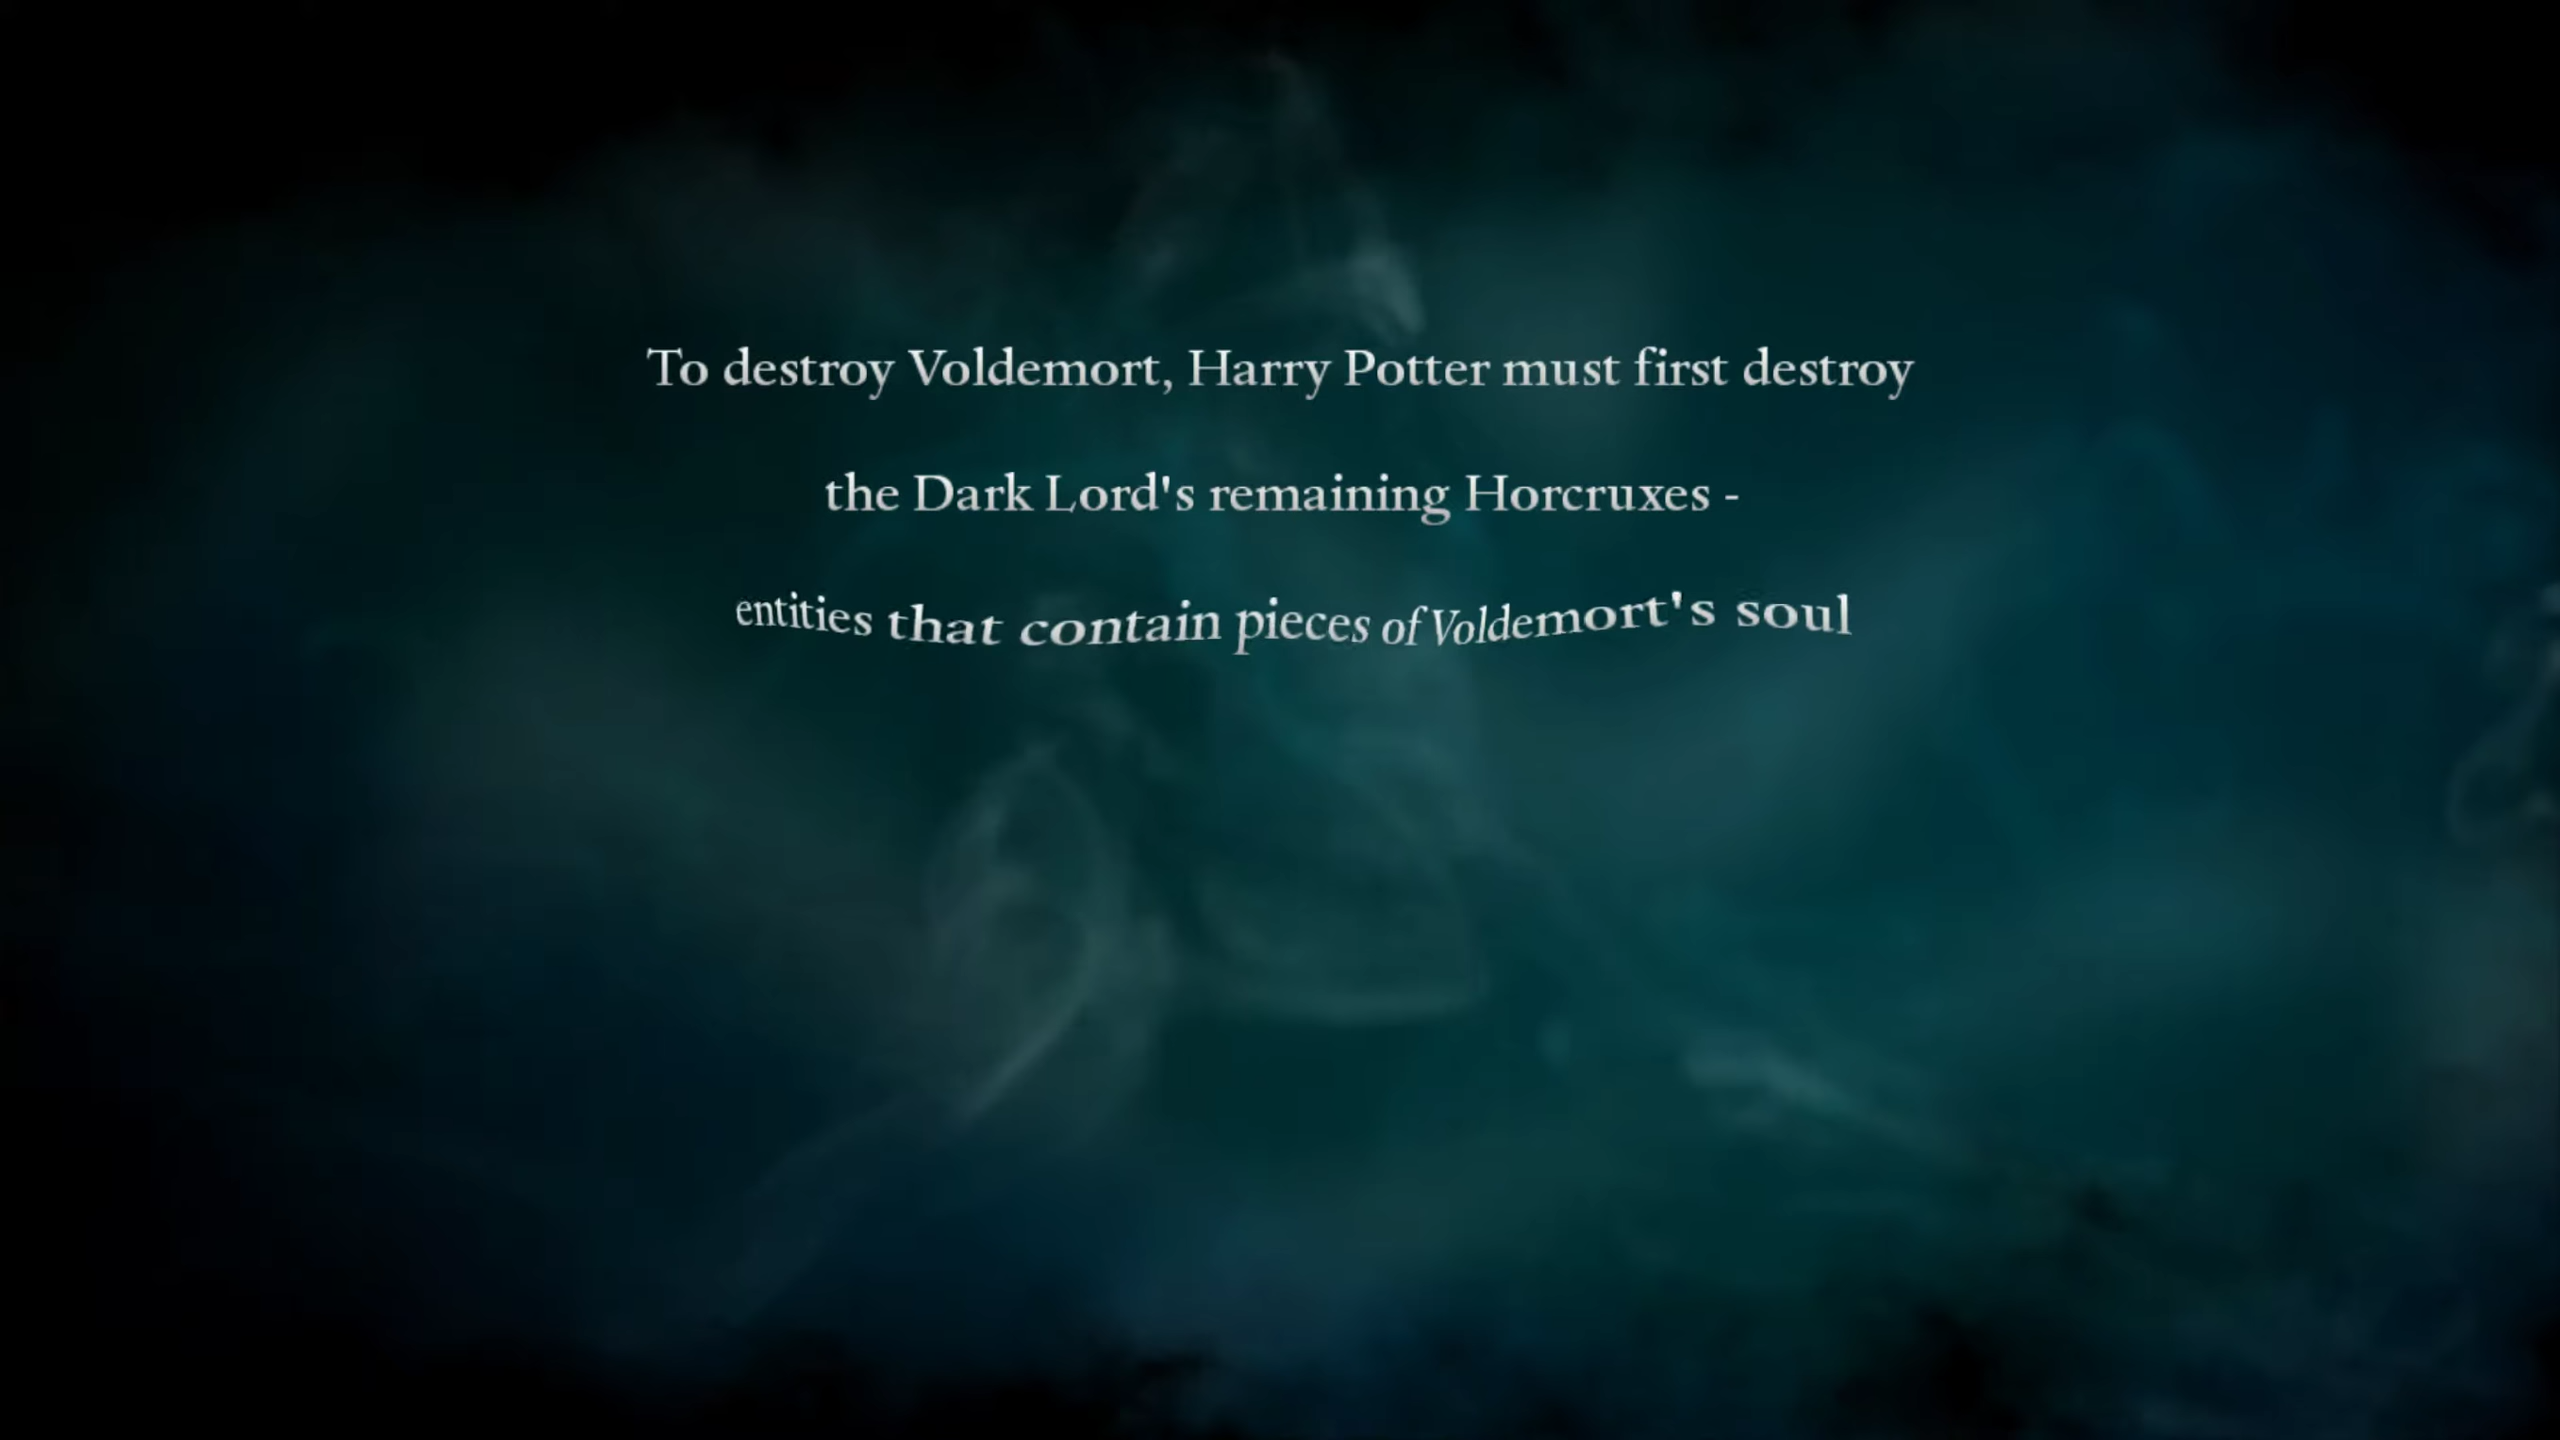 To destroy Voldemort, Harry Potter must first destroy
the Dark Lord's remaining Horcruxes -
entities that contain pieces of Voldemort's soul